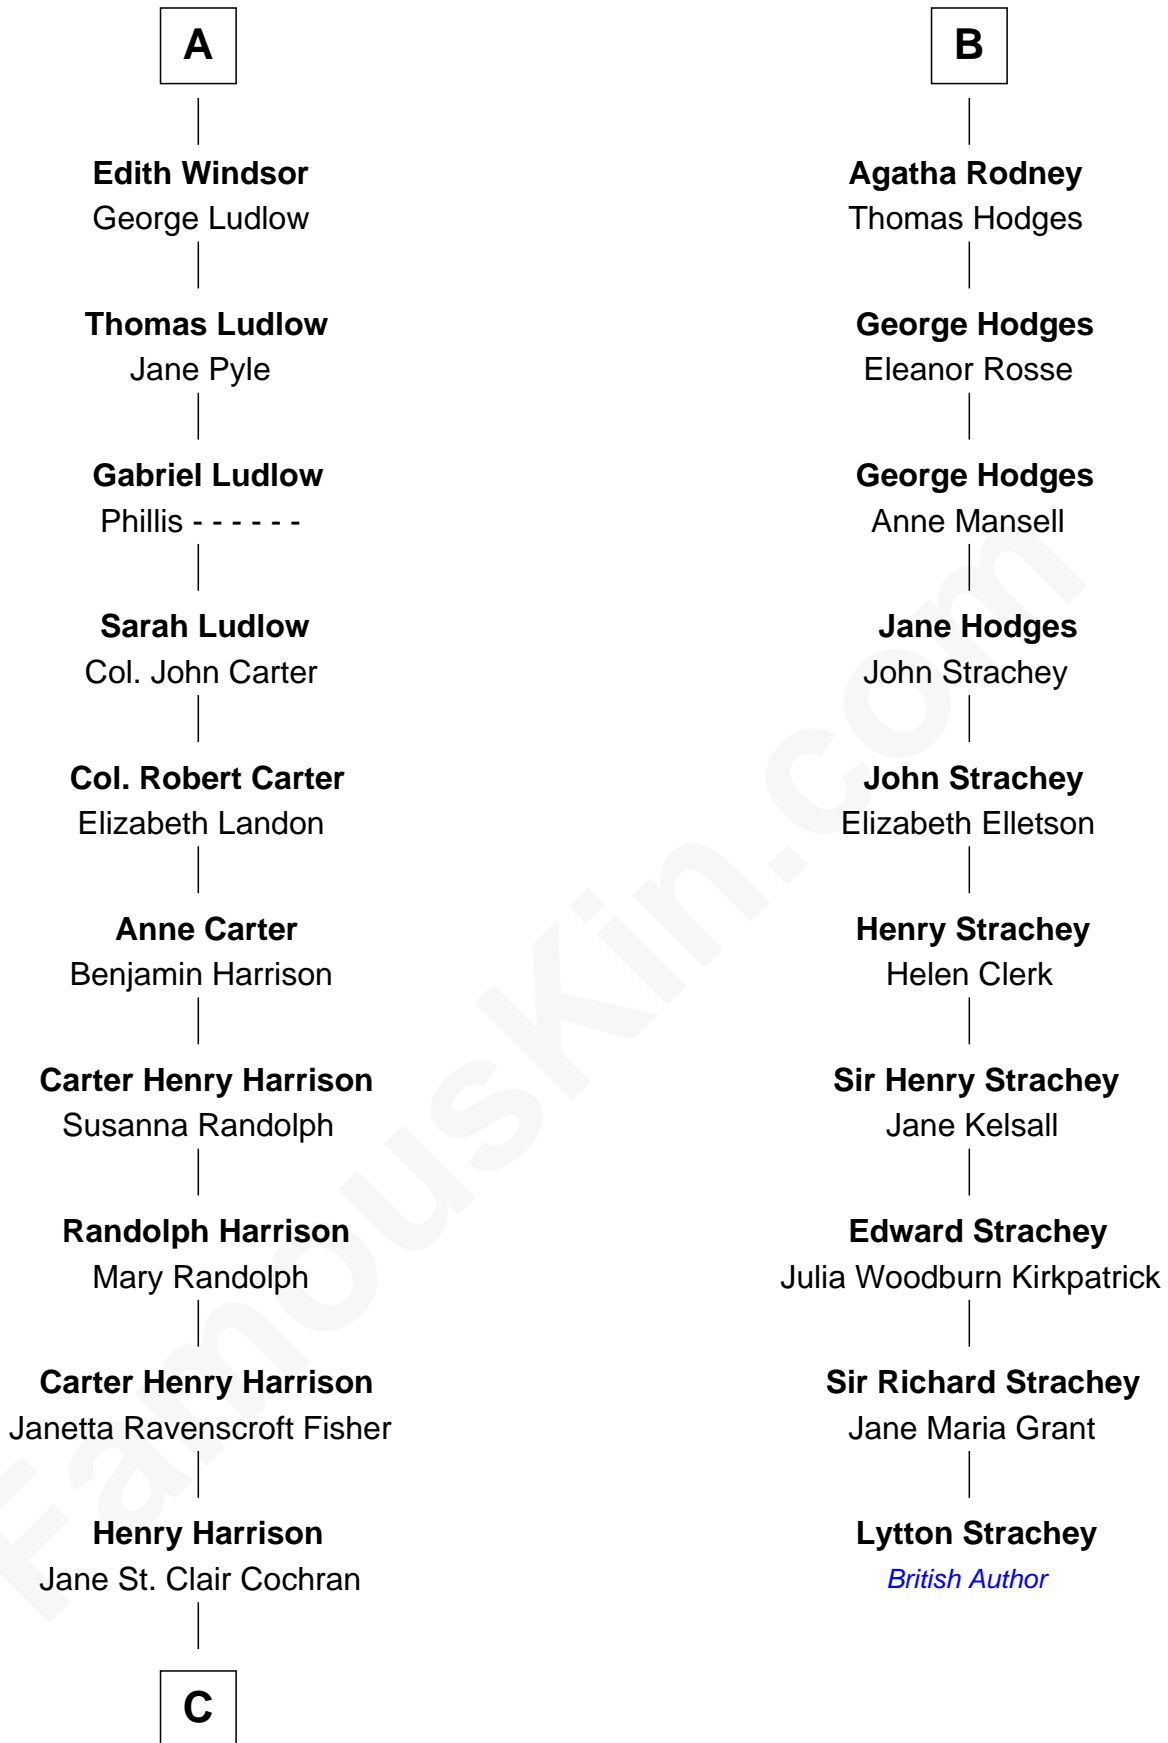 A
Edith Windsor
George Ludlow
Thomas Ludlow
Jane Pyle
Gabriel Ludlow
Phillis - - - - - -
Sarah Ludlow
Col. John Carter
Col. Robert Carter
Elizabeth Landon
Anne Carter
Benjamin Harrison
Carter Henry Harrison
Susanna Randolph
Randolph Harrison
Mary Randolph
Carter Henry Harrison
Janetta Ravenscroft Fisher
Henry Harrison
Jane St. Clair Cochran
C
B
Agatha Rodney
Thomas Hodges
George Hodges
Eleanor Rosse
George Hodges
Anne Mansell
Jane Hodges
John Strachey
John Strachey
Elizabeth Elletson
Henry Strachey
Helen Clerk
Sir Henry Strachey
Jane Kelsall
Edward Strachey
Julia Woodburn Kirkpatrick
Sir Richard Strachey
Jane Maria Grant
Lytton Strachey
British Author
FamousKin.com